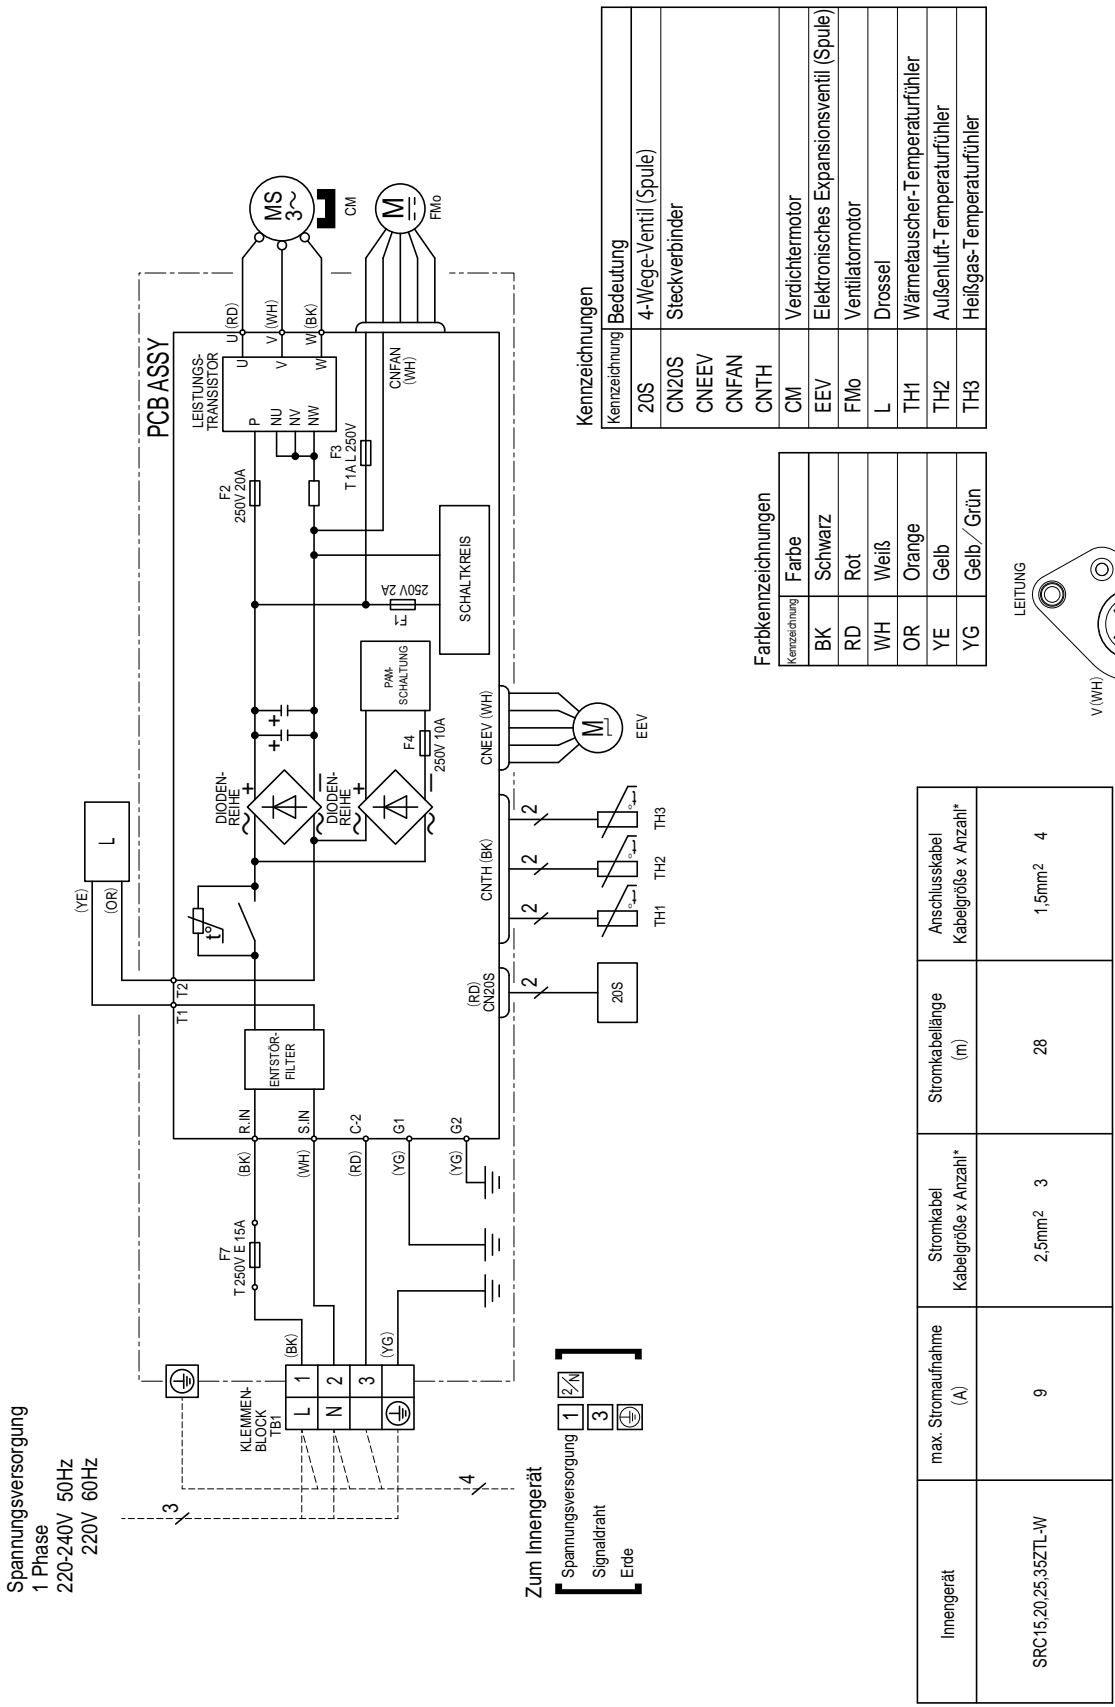 Spannungsversorgung
1 Phase
220-240V 50Hz
220V 60Hz
3
4
KLEMMEN-
BLOCK
TB1
L 1
N 2
3
(BK)
(YG)
F7
T 250V E 15A
(BK)
(WH)
(RD)
(YG)
(YG)
R.IN
S.IN
C-2
G1
G2
ENTSTÖR-
FILTER
T1
T2
(YE)
(OR)
L
t°
DIODEN-
REIHE
DIODEN-
REIHE
+
+
+
+
F4
250V 10A
PAM-
SCHALTUNG
F1
250V 2A
SCHALTKREIS
F2
250V 20A
F3
T 1A L 250V
PCB ASSY
LEISTUNGS-
TRANSISTOR
P
NU
NV
NW
U
V
W
U (RD)
V (WH)
W (BK)
MS
3~
CM
CNFAN
(WH)
M
FMo
(RD)
CN20S
2
20S
CNTH (BK)
2
2
2
t°
t°
t°
TH1
TH2
TH3
CNEEV (WH)
M
EEV
Zum Innengerät
Spannungsversorgung 1 2/N
Signaldraht 3
Erde
Kennzeichnungen
Kennzeichnung Bedeutung
20S 4-Wege-Ventil (Spule)
CN20S Steckverbinder
CNEEV
CNFAN
CNTH
CM Verdichtermotor
EEV Elektronisches Expansionsventil (Spule)
FMo Ventilatormotor
L Drossel
TH1 Wärmetauscher-Temperaturfühler
TH2 Außenluft-Temperaturfühler
TH3 Heißgas-Temperaturfühler
Farbkennzeichnungen
Kennzeichnung Farbe
BK Schwarz
RD Rot
WH Weiß
OR Orange
YE Gelb
YG Gelb/Grün
LEITUNG
V (WH)
Innengerät
max. Stromaufnahme
(A)
Stromkabel
Kabelgröße x Anzahl*
Stromkabellänge
(m)
Anschlusskabel
Kabelgröße x Anzahl*
SRC15,20,25,35ZTL-W 9 2,5mm² 3 28 1,5mm² 4